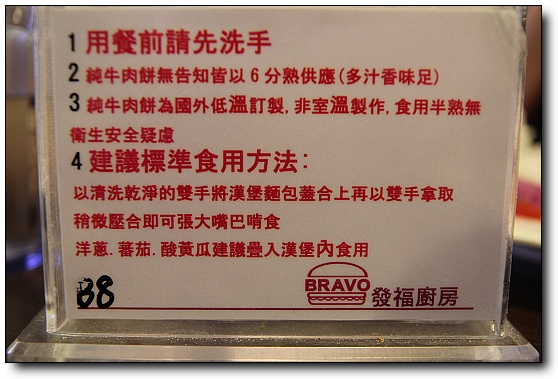 1 用餐前請先洗手
2 純牛肉餅無告知皆以6分熟供應(多汁香味足)
3 純牛肉餅為國外低溫訂製,非室溫製作,食用半熟無
衛生安全疑慮
4 建議標準食用方法:
以清洗乾淨的雙手將漢堡麵包蓋合上再以雙手拿取
稍微壓合即可張大嘴巴啃食
洋蔥.蕃茄.酸黃瓜建議疊入漢堡內食用
B8
BRAVO 發福廚房